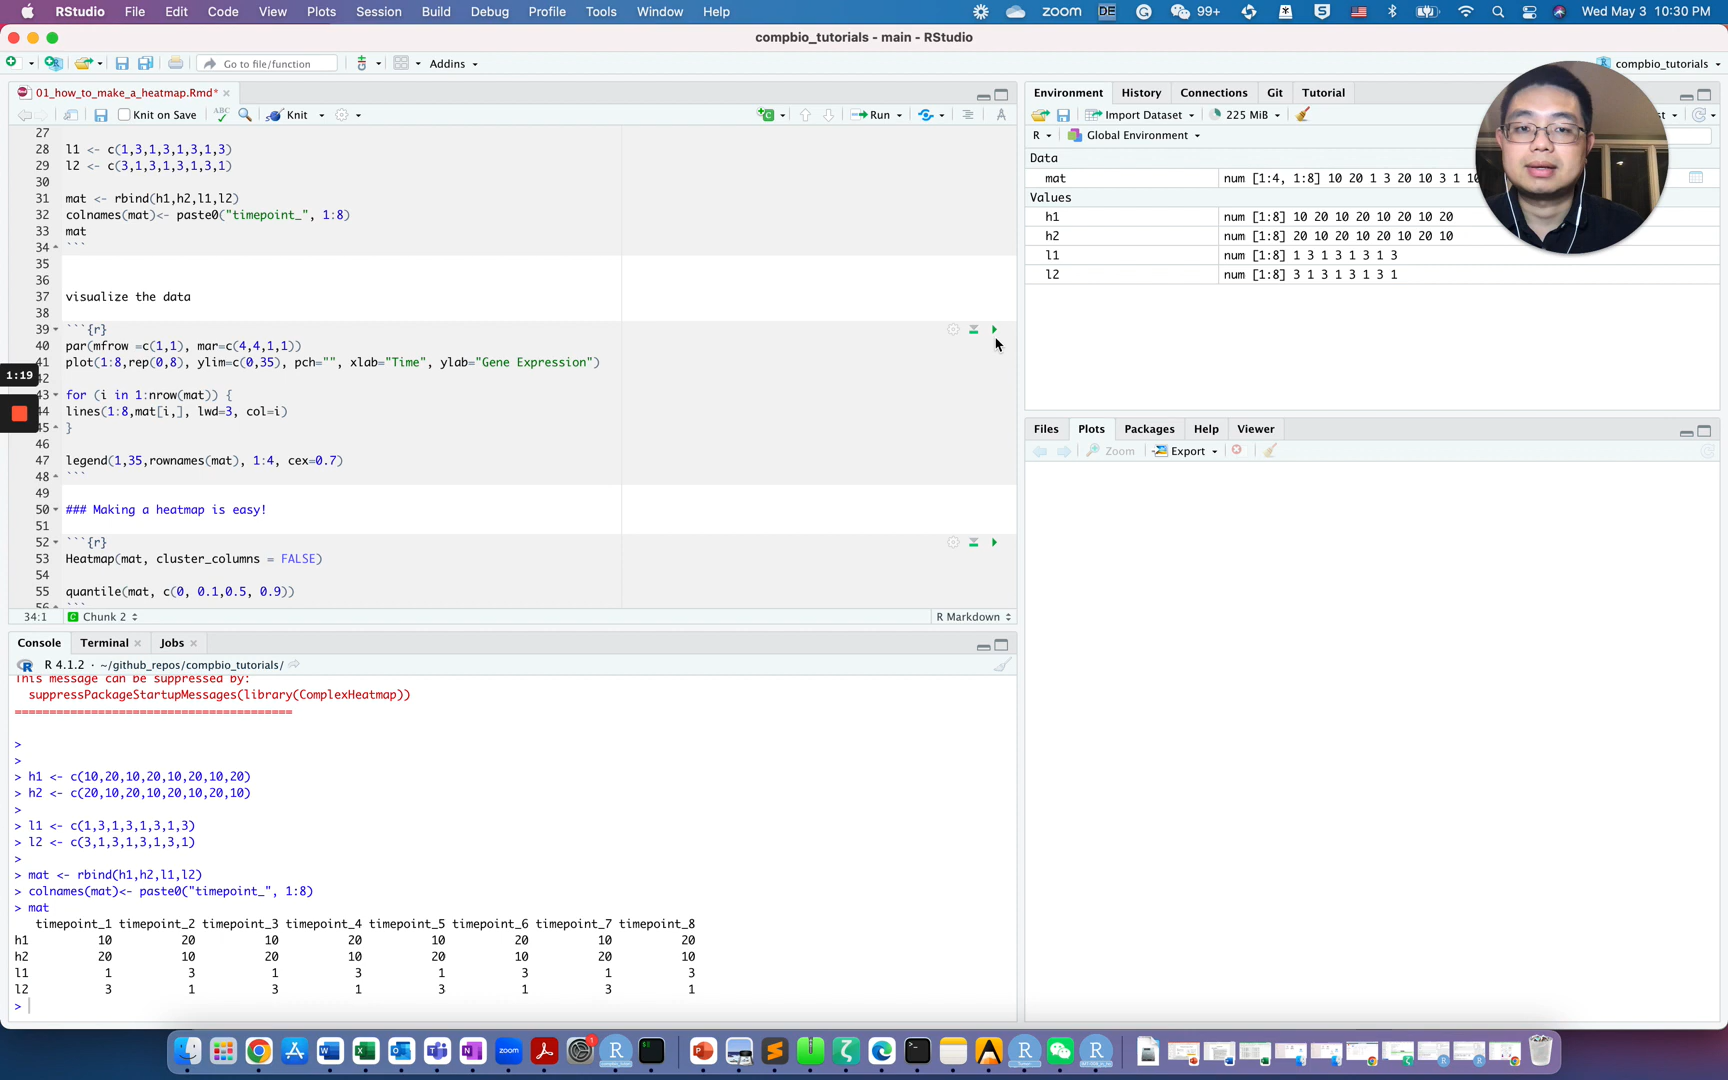 RStudio File Edit Code View Plots Session Build Debug Profile Tools Window Help zoom DE 99+ Wed May 3 10:30 PM
compbio_tutorials - main - RStudio
Go to file/function Addins compbio_tutorials
01_how_to_make_a_heatmap.Rmd*
Knit on Save ABC Knit Run
27
28 l1 <- c(1,3,1,3,1,3,1,3)
29 l2 <- c(3,1,3,1,3,1,3,1)
30
31 mat <- rbind(h1,h2,l1,l2)
32 colnames(mat)<- paste0("timepoint_", 1:8)
33 mat
34 ```
35
36
37 visualize the data
38
39 ```{r}
40 par(mfrow =c(1,1), mar=c(4,4,1,1))
41 plot(1:8,rep(0,8), ylim=c(0,35), pch="", xlab="Time", ylab="Gene Expression")
42
43 for (i in 1:nrow(mat)) {
44 lines(1:8,mat[i,], lwd=3, col=i)
45 }
46
47 legend(1,35,rownames(mat), 1:4, cex=0.7)
48 ```
49
50 ### Making a heatmap is easy!
51
52 ```{r}
53 Heatmap(mat, cluster_columns = FALSE)
54
55 quantile(mat, c(0, 0.1,0.5, 0.9))
56 ```
1:19
34:1 Chunk 2 R Markdown
Console Terminal Jobs
R 4.1.2 · ~/github_repos/compbio_tutorials/
This message can be suppressed by:
suppressPackageStartupMessages(library(ComplexHeatmap))
========================================
>
>
> h1 <- c(10,20,10,20,10,20,10,20)
> h2 <- c(20,10,20,10,20,10,20,10)
>
> l1 <- c(1,3,1,3,1,3,1,3)
> l2 <- c(3,1,3,1,3,1,3,1)
>
> mat <- rbind(h1,h2,l1,l2)
> colnames(mat)<- paste0("timepoint_", 1:8)
> mat
timepoint_1 timepoint_2 timepoint_3 timepoint_4 timepoint_5 timepoint_6 timepoint_7 timepoint_8
h1 10 20 10 20 10 20 10 20
h2 20 10 20 10 20 10 20 10
l1 1 3 1 3 1 3 1 3
l2 3 1 3 1 3 1 3 1
>
Environment History Connections Git Tutorial
Import Dataset 225 MiB
R Global Environment
Data
mat num [1:4, 1:8] 10 20 1 3 20 10 3 1 10
Values
h1 num [1:8] 10 20 10 20 10 20 10 20
h2 num [1:8] 20 10 20 10 20 10 20 10
l1 num [1:8] 1 3 1 3 1 3 1 3
l2 num [1:8] 3 1 3 1 3 1 3 1
Files Plots Packages Help Viewer
Zoom Export
zoom